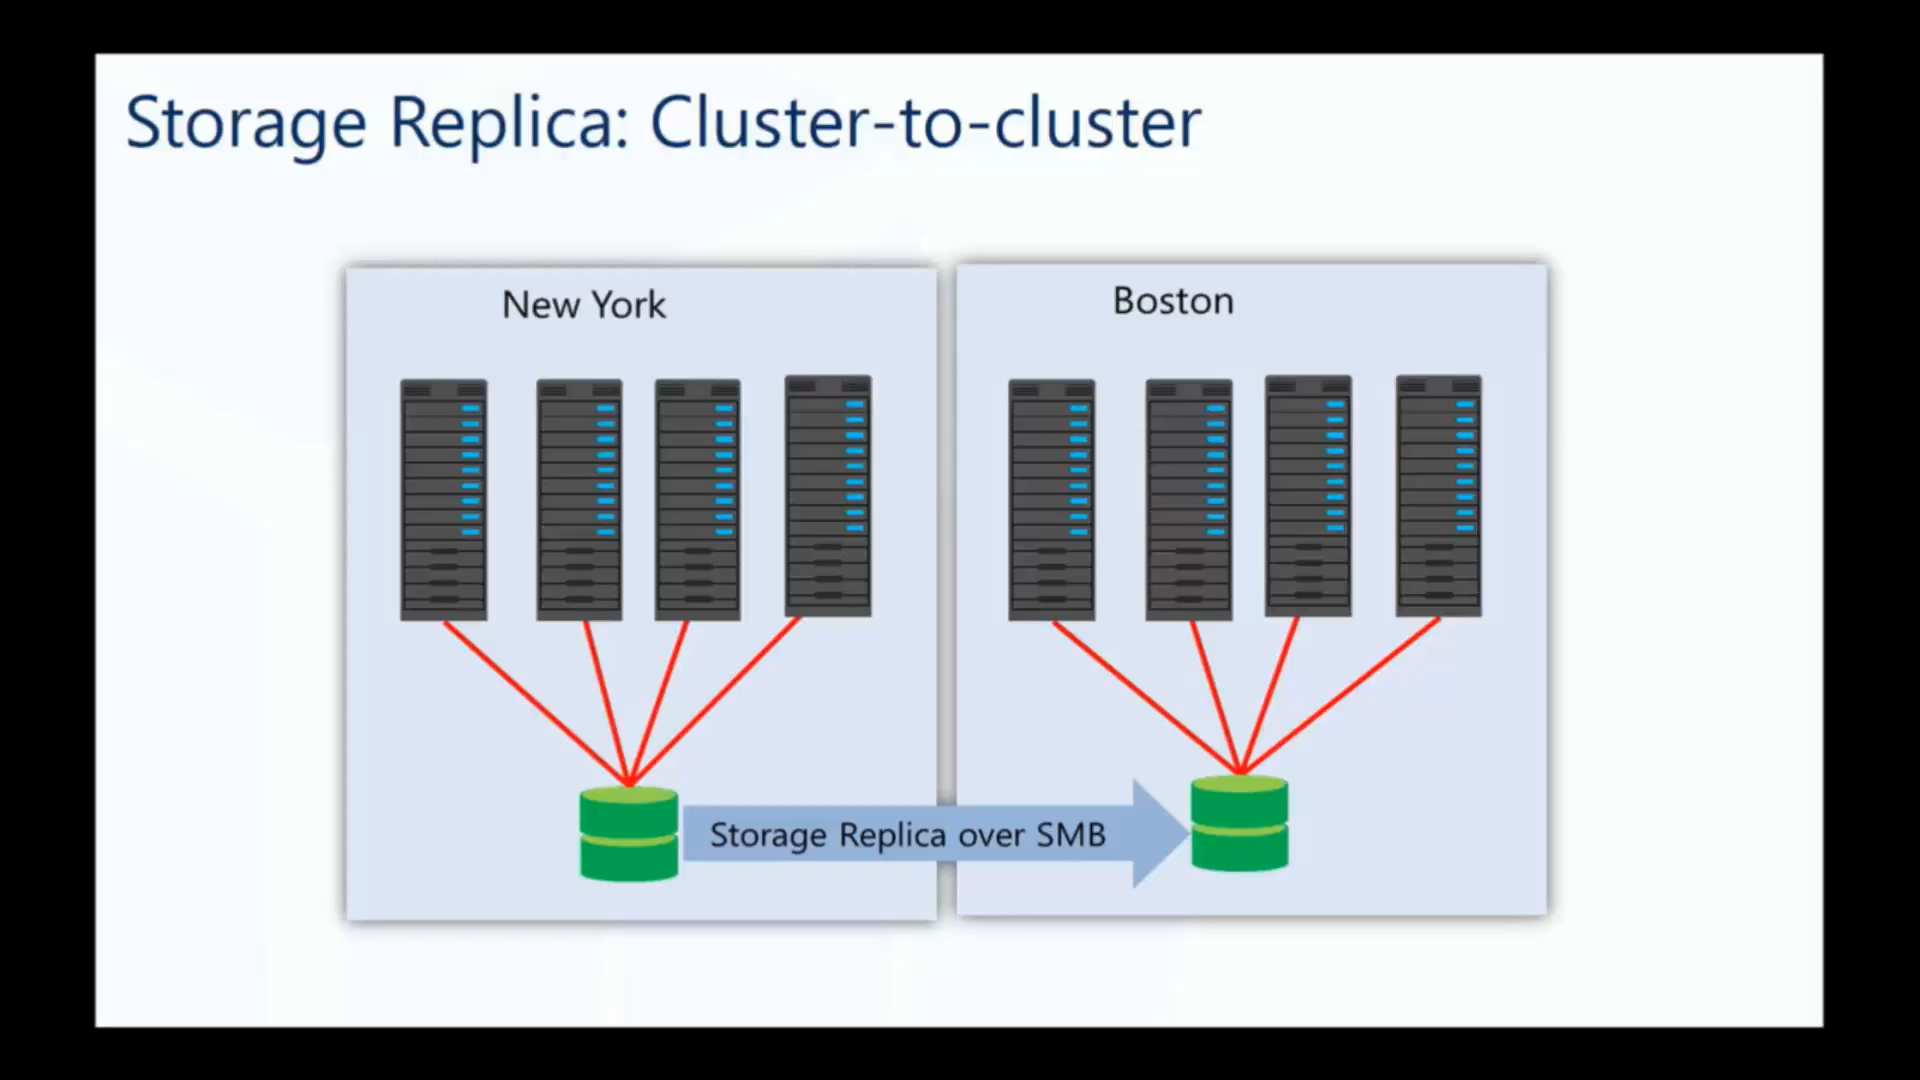 Storage Replica: Cluster-to-cluster
New York
Boston
Storage Replica over SMB